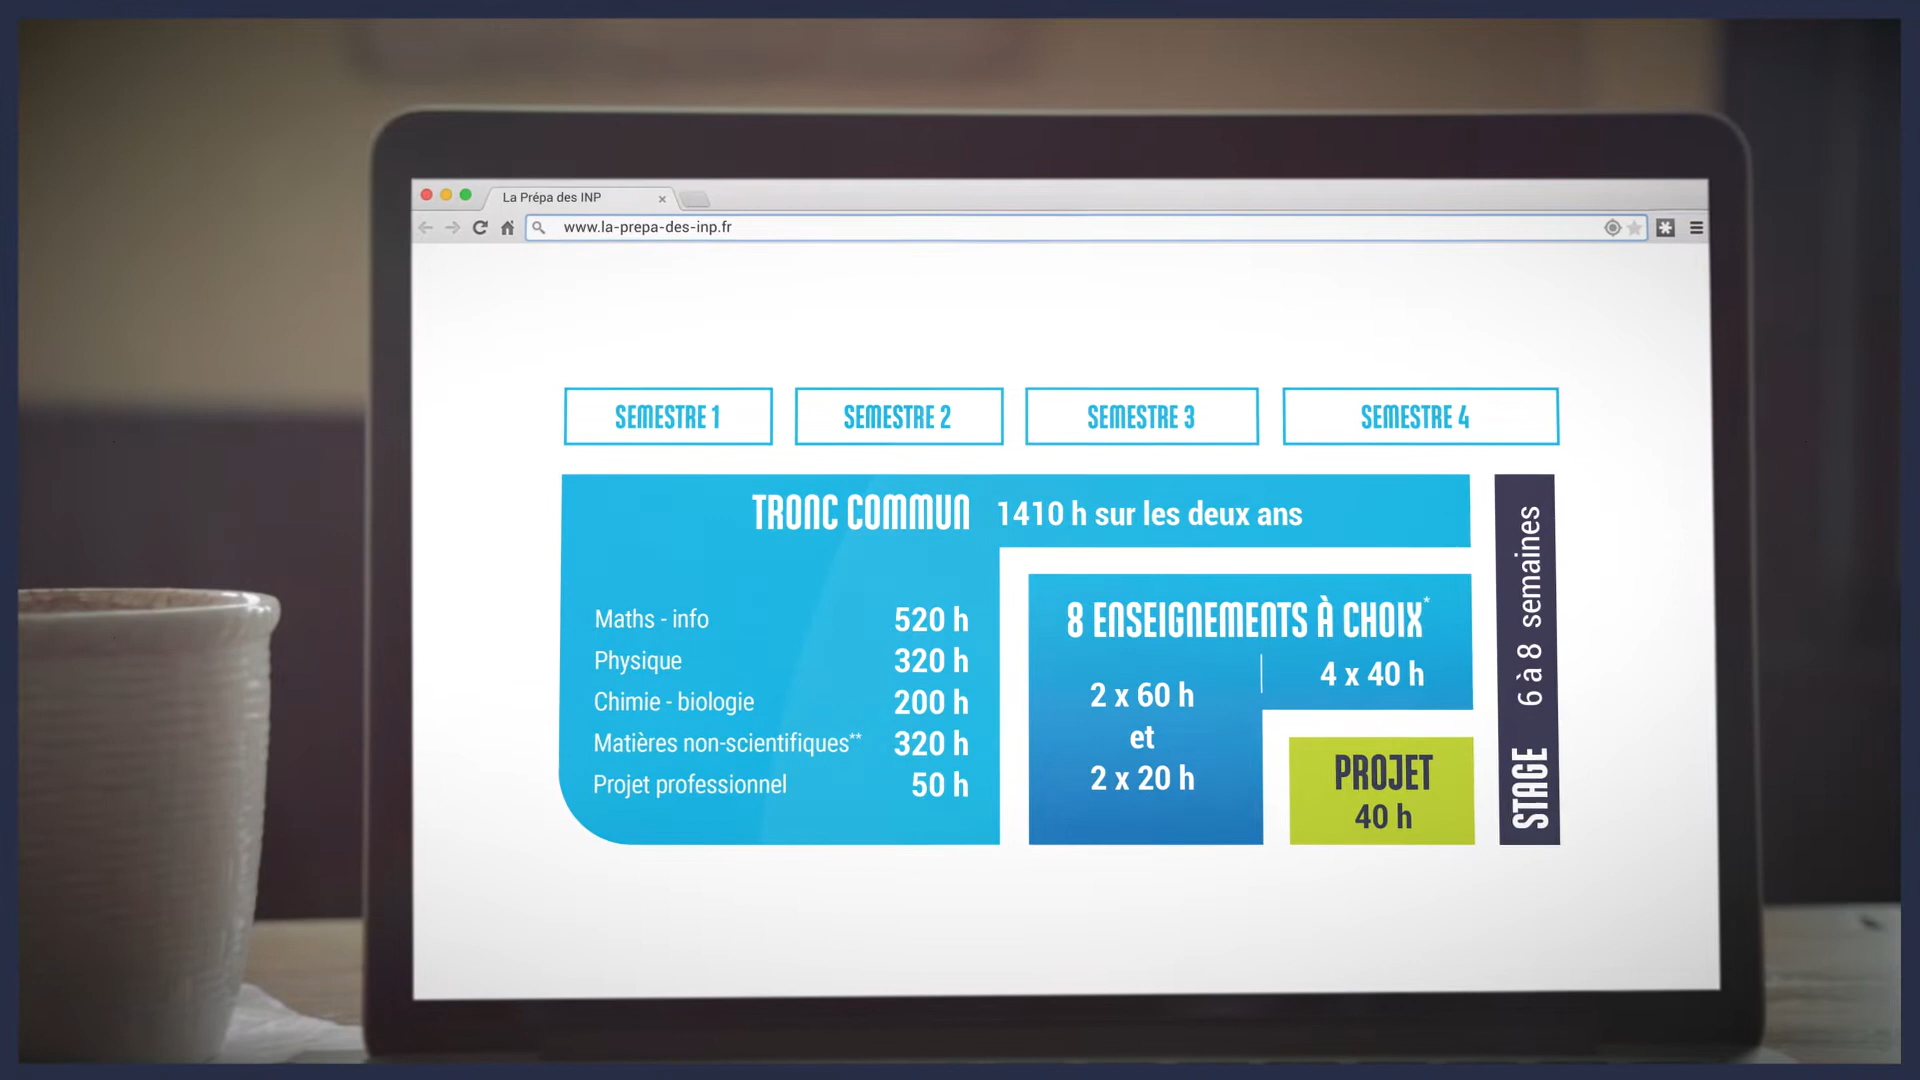 La Prépa des INP
www.la-prepa-des-inp.fr
SEMESTRE 1
SEMESTRE 2
SEMESTRE 3
SEMESTRE 4
TRONC COMMUN 1410 h sur les deux ans
Maths - info 520 h
Physique 320 h
Chimie - biologie 200 h
Matières non-scientifiques** 320 h
Projet professionnel 50 h
8 ENSEIGNEMENTS À CHOIX*
2 x 60 h
et
2 x 20 h
4 x 40 h
PROJET
40 h
STAGE 6 à 8 semaines